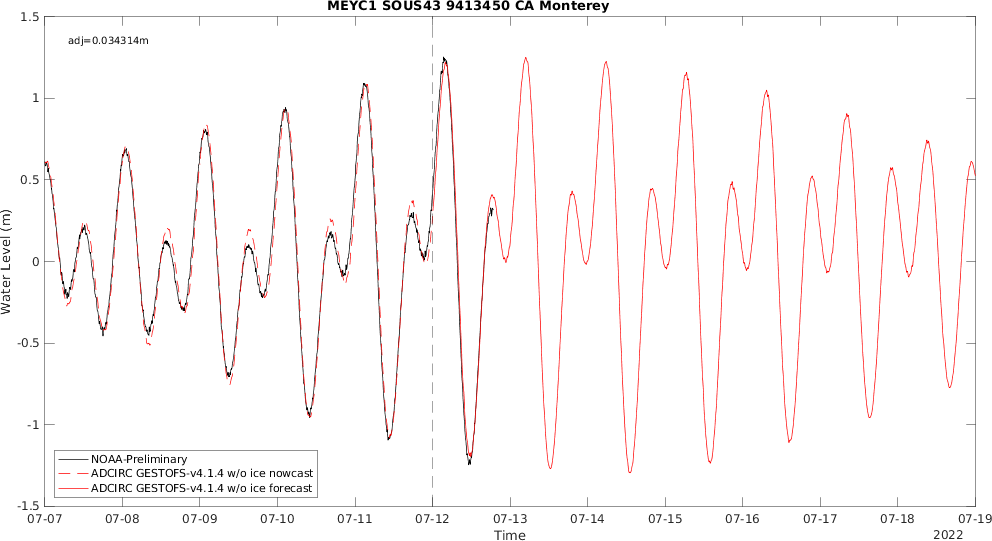 MEYC1 SOUS43 9413450 CA Monterey
adj=0.034314m
Water Level (m)
1.5
1
0.5
0
-0.5
-1
-1.5
NOAA-Preliminary
ADCIRC GESTOFS-v4.1.4 w/o ice nowcast
ADCIRC GESTOFS-v4.1.4 w/o ice forecast
07-07 07-08 07-09 07-10 07-11 07-12 07-13 07-14 07-15 07-16 07-17 07-18 07-19
Time
2022